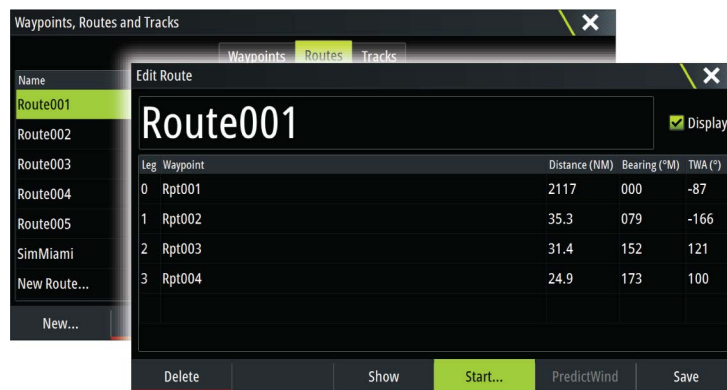 Waypoints, Routes and Tracks
Waypoints Routes Tracks
Name
Route001
Route002
Route003
Route004
Route005
SimMiami
New Route...
New...
Edit Route
Route001
Display
Leg Waypoint Distance (NM) Bearing (°M) TWA (°)
0 Rpt001 2117 000 -87
1 Rpt002 35.3 079 -166
2 Rpt003 31.4 152 121
3 Rpt004 24.9 173 100
Delete Show Start... PredictWind Save